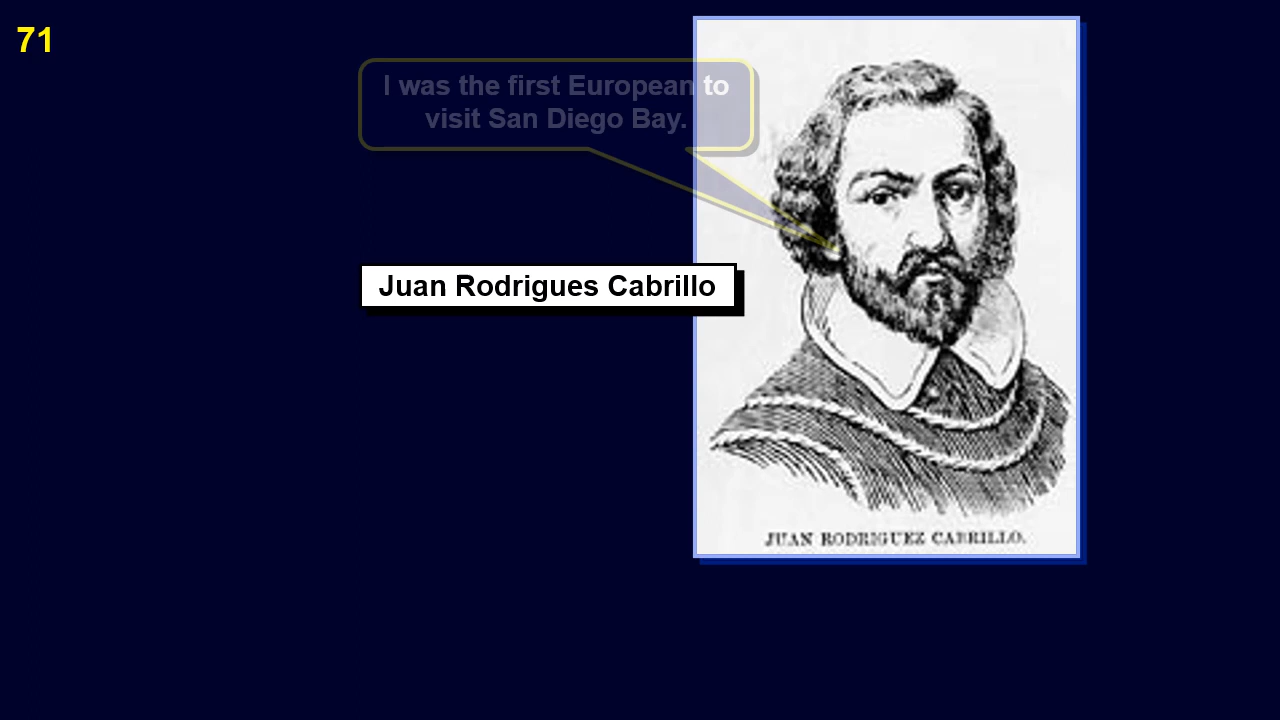 71
I was the first European to
visit San Diego Bay.
Juan Rodrigues Cabrillo
JUAN RODRIGUEZ CABRILLO.